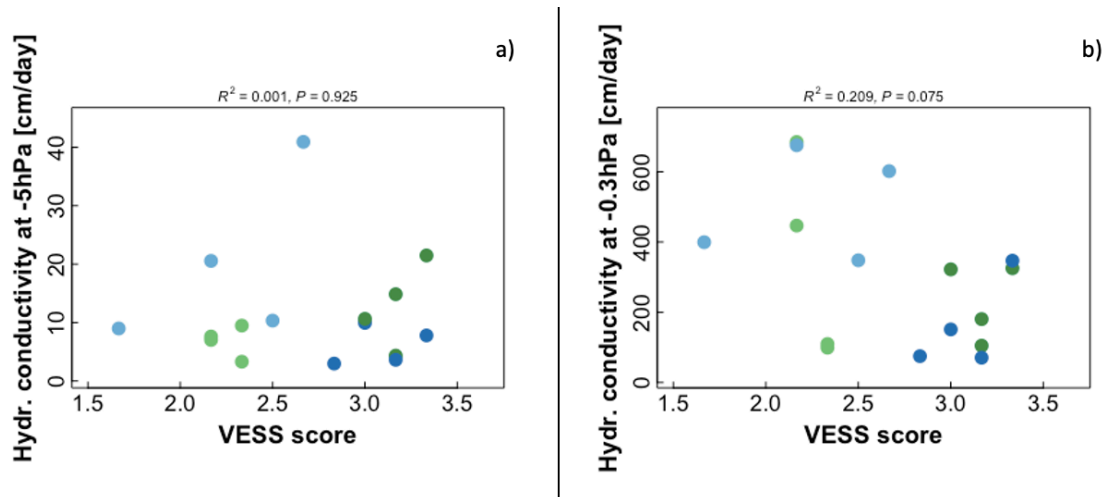 a)
R² = 0.001, P = 0.925
Hydr. conductivity at -5hPa [cm/day]
40
30
20
10
0
1.5 2.0 2.5 3.0 3.5
VESS score
b)
R² = 0.209, P = 0.075
Hydr. conductivity at -0.3hPa [cm/day]
600
400
200
0
1.5 2.0 2.5 3.0 3.5
VESS score